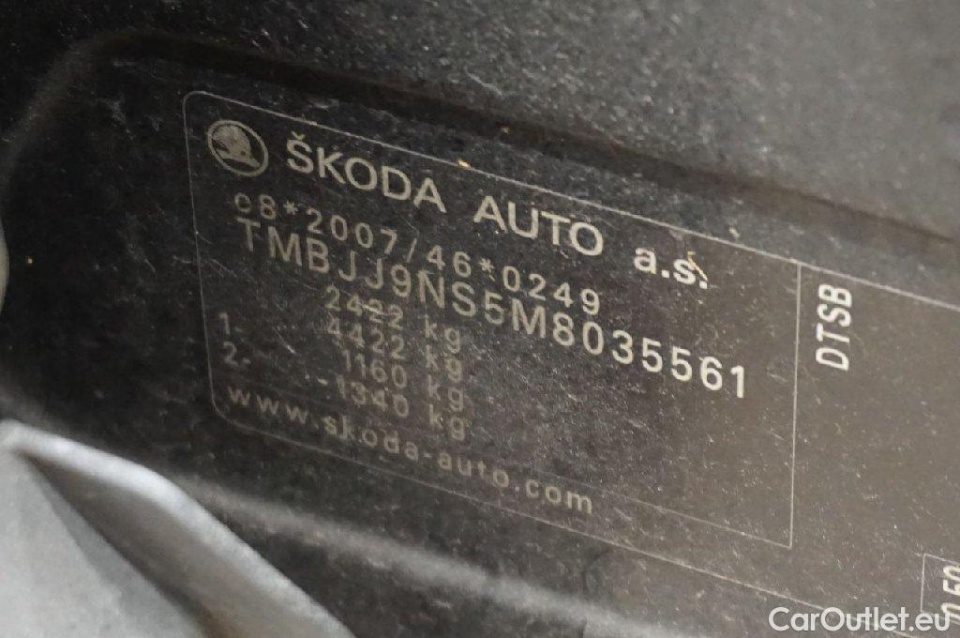 ŠKODA AUTO a.s.
e8*2007/46*0249
TMBJJ9NS5M8035561
2422 kg
4422 kg
1- 1160 kg
2- 1340 kg
www.skoda-auto.com
DTSB
CarOutlet.eu